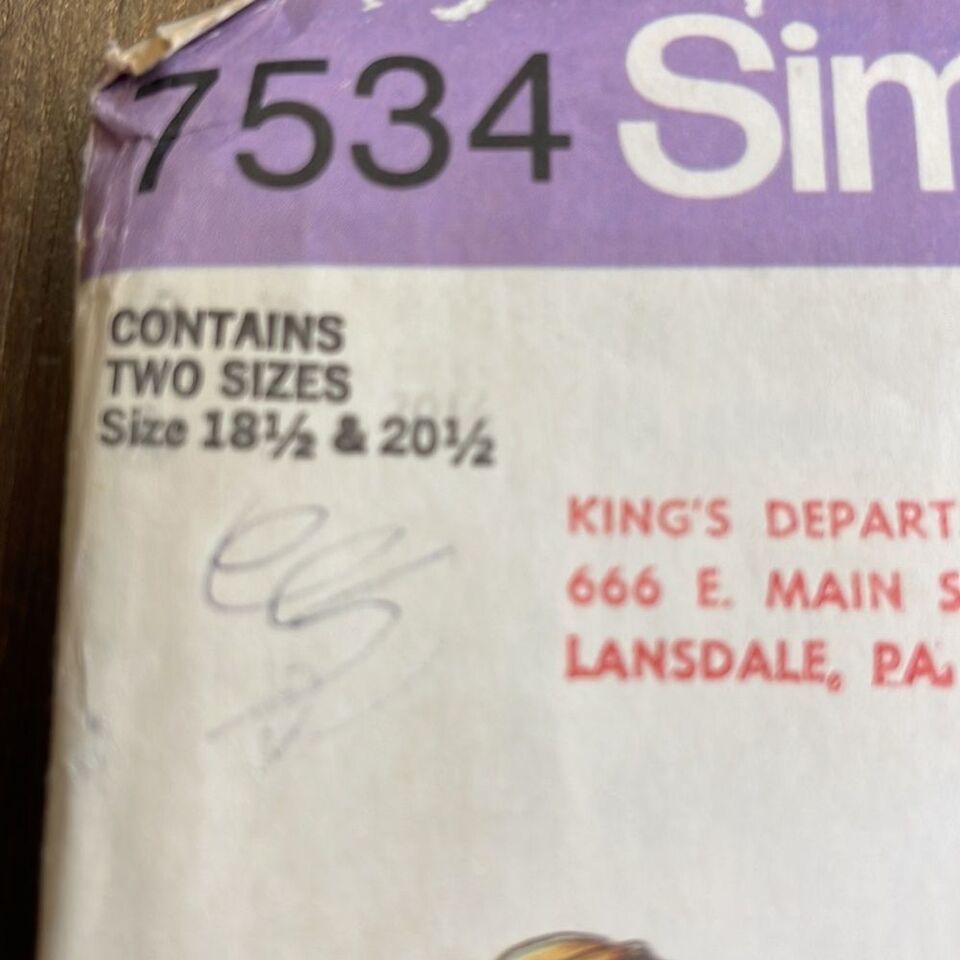 7534 Sim
CONTAINS
TWO SIZES
Size 18½ & 20½
KING'S DEPART
666 E. MAIN S
LANSDALE, PA.